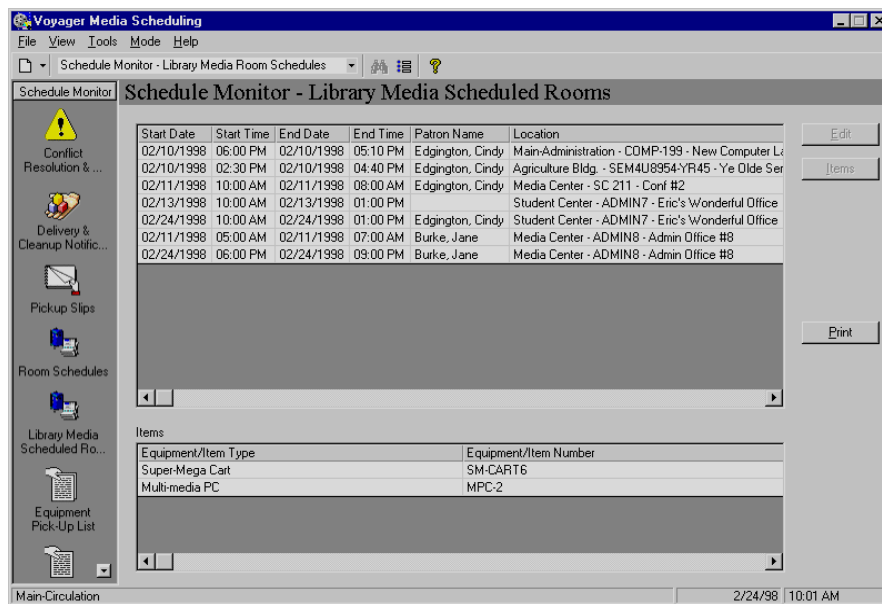 Voyager Media Scheduling
File View Tools Mode Help
Schedule Monitor - Library Media Room Schedules
Schedule Monitor
Schedule Monitor - Library Media Scheduled Rooms
Conflict
Resolution & ...
Delivery &
Cleanup Notific...
Pickup Slips
Room Schedules
Library Media
Scheduled Ro...
Equipment
Pick-Up List
Start Date Start Time End Date End Time Patron Name Location
02/10/1998 06:00 PM 02/10/1998 05:10 PM Edgington, Cindy Main-Administration - COMP-199 - New Computer La
02/10/1998 02:30 PM 02/10/1998 04:40 PM Edgington, Cindy Agriculture Bldg. - SEM4U8954-YR45 - Ye Olde Ser
02/11/1998 10:00 AM 02/11/1998 08:00 AM Edgington, Cindy Media Center - SC 211 - Conf #2
02/13/1998 10:00 AM 02/13/1998 01:00 PM Student Center - ADMIN7 - Eric's Wonderful Office
02/24/1998 10:00 AM 02/24/1998 01:00 PM Edgington, Cindy Student Center - ADMIN7 - Eric's Wonderful Office
02/11/1998 05:00 AM 02/11/1998 07:00 AM Burke, Jane Media Center - ADMIN8 - Admin Office #8
02/24/1998 06:00 PM 02/24/1998 09:00 PM Burke, Jane Media Center - ADMIN8 - Admin Office #8
Edit
Items
Print
Items
Equipment/Item Type Equipment/Item Number
Super-Mega Cart SM-CART6
Multi-media PC MPC-2
Main-Circulation 2/24/98 10:01 AM